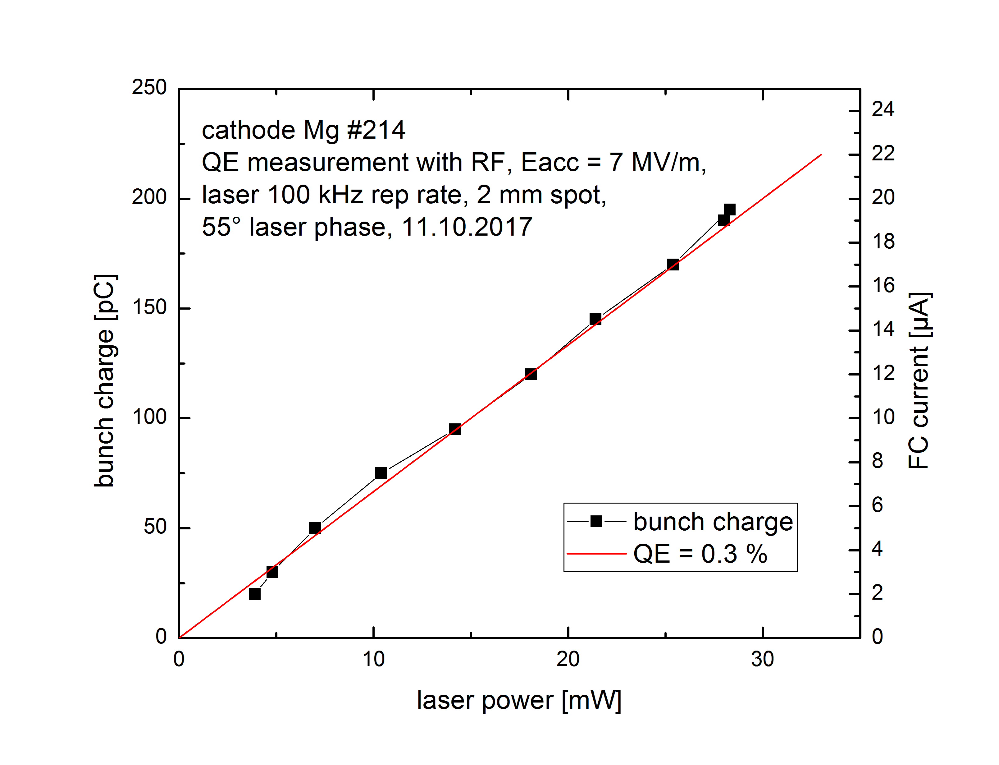 250
200
150
100
50
0
bunch charge [pC]
cathode Mg #214
QE measurement with RF, Eacc = 7 MV/m,
laser 100 kHz rep rate, 2 mm spot,
55° laser phase, 11.10.2017
bunch charge
QE = 0.3 %
24
22
20
18
16
14
12
10
8
6
4
2
0
FC current [µA]
0 10 20 30
laser power [mW]